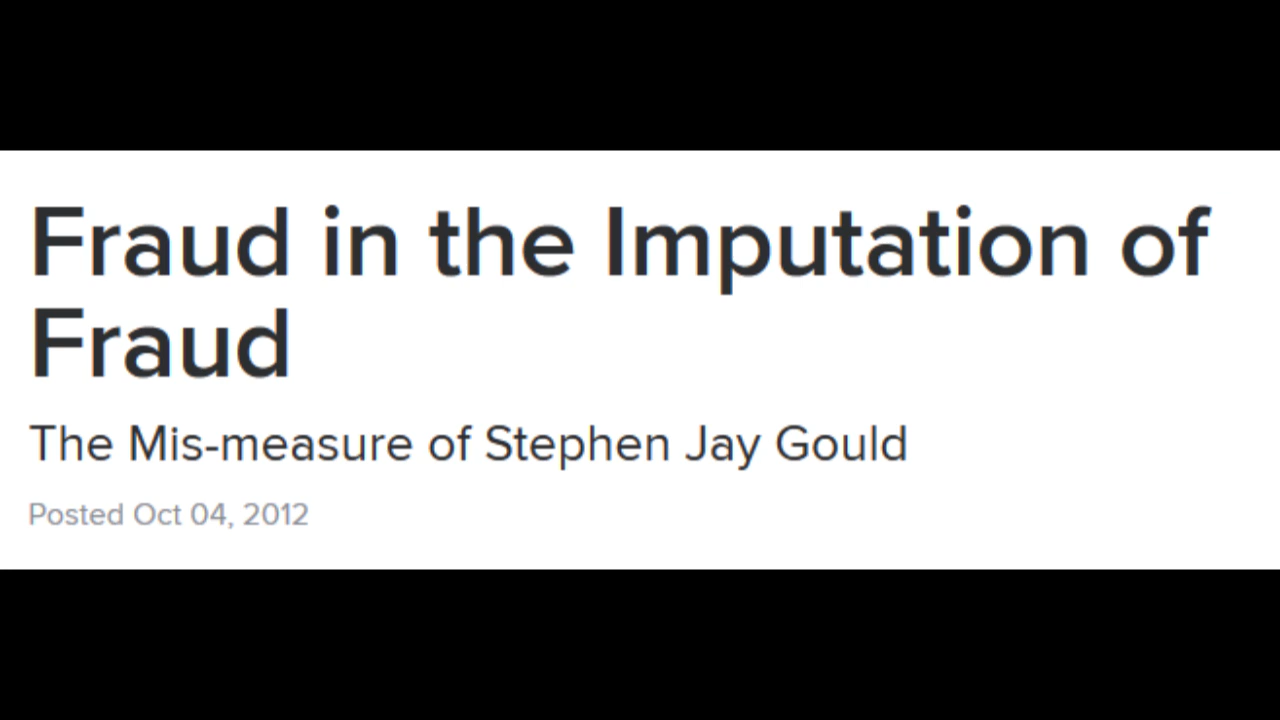 Fraud in the Imputation of
Fraud
The Mis-measure of Stephen Jay Gould
Posted Oct 04, 2012